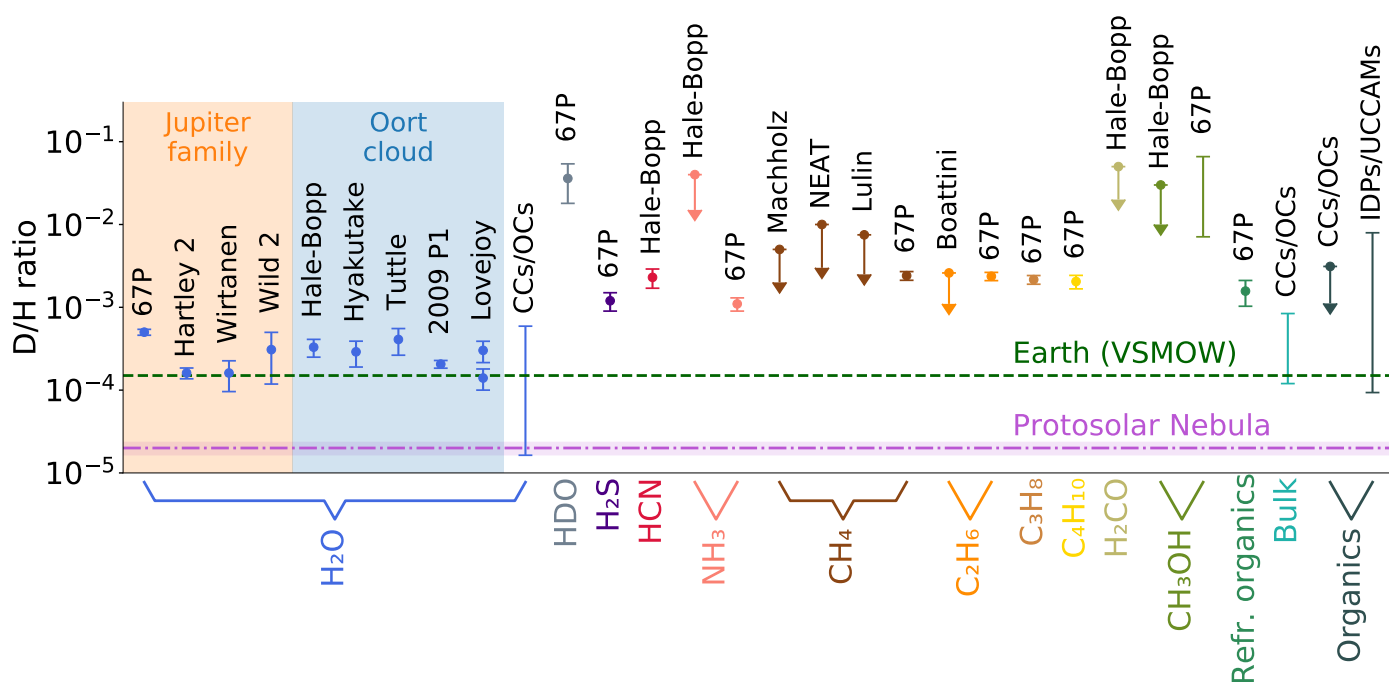 D/H ratio
10⁻¹
10⁻²
10⁻³
10⁻⁴
10⁻⁵
Jupiter
family
Oort
cloud
67P
Hartley 2
Wirtanen
Wild 2
Hale-Bopp
Hyakutake
Tuttle
2009 P1
Lovejoy
CCs/OCs
67P
67P
Hale-Bopp
Hale-Bopp
67P
Machholz
NEAT
Lulin
67P
Boattini
67P
67P
67P
Hale-Bopp
Hale-Bopp
67P
67P
CCs/OCs
CCs/OCs
IDPs/UCCAMs
Earth (VSMOW)
Protosolar Nebula
H₂O
HDO
H₂S
HCN
NH₃
CH₄
C₂H₆
C₃H₈
C₄H₁₀
H₂CO
CH₃OH
Refr. organics
Bulk
Organics